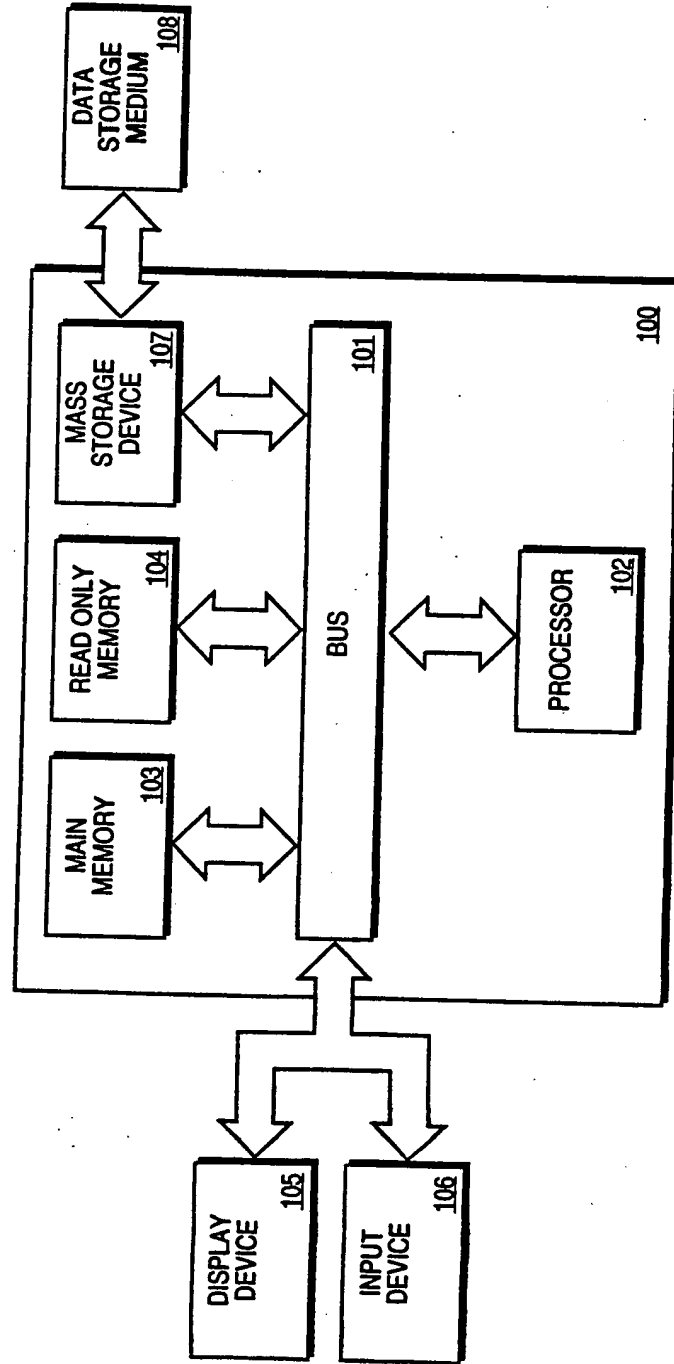 MAIN
MEMORY
103
READ ONLY
MEMORY
104
MASS
STORAGE
DEVICE
107
DATA
STORAGE
MEDIUM
108
DISPLAY
DEVICE
105
INPUT
DEVICE
106
BUS
101
PROCESSOR
102
100